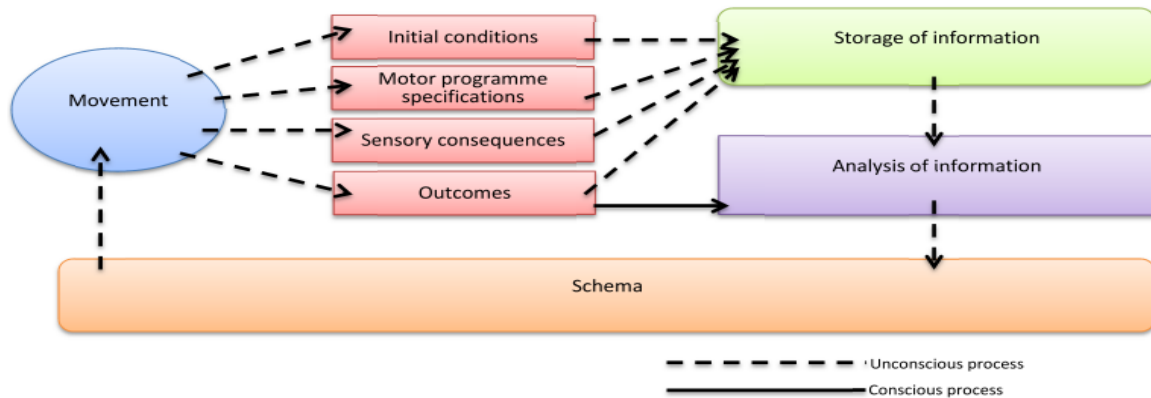 Movement
Initial conditions
Motor programme
specifications
Sensory consequences
Outcomes
Storage of information
Analysis of information
Schema
Unconscious process
Conscious process